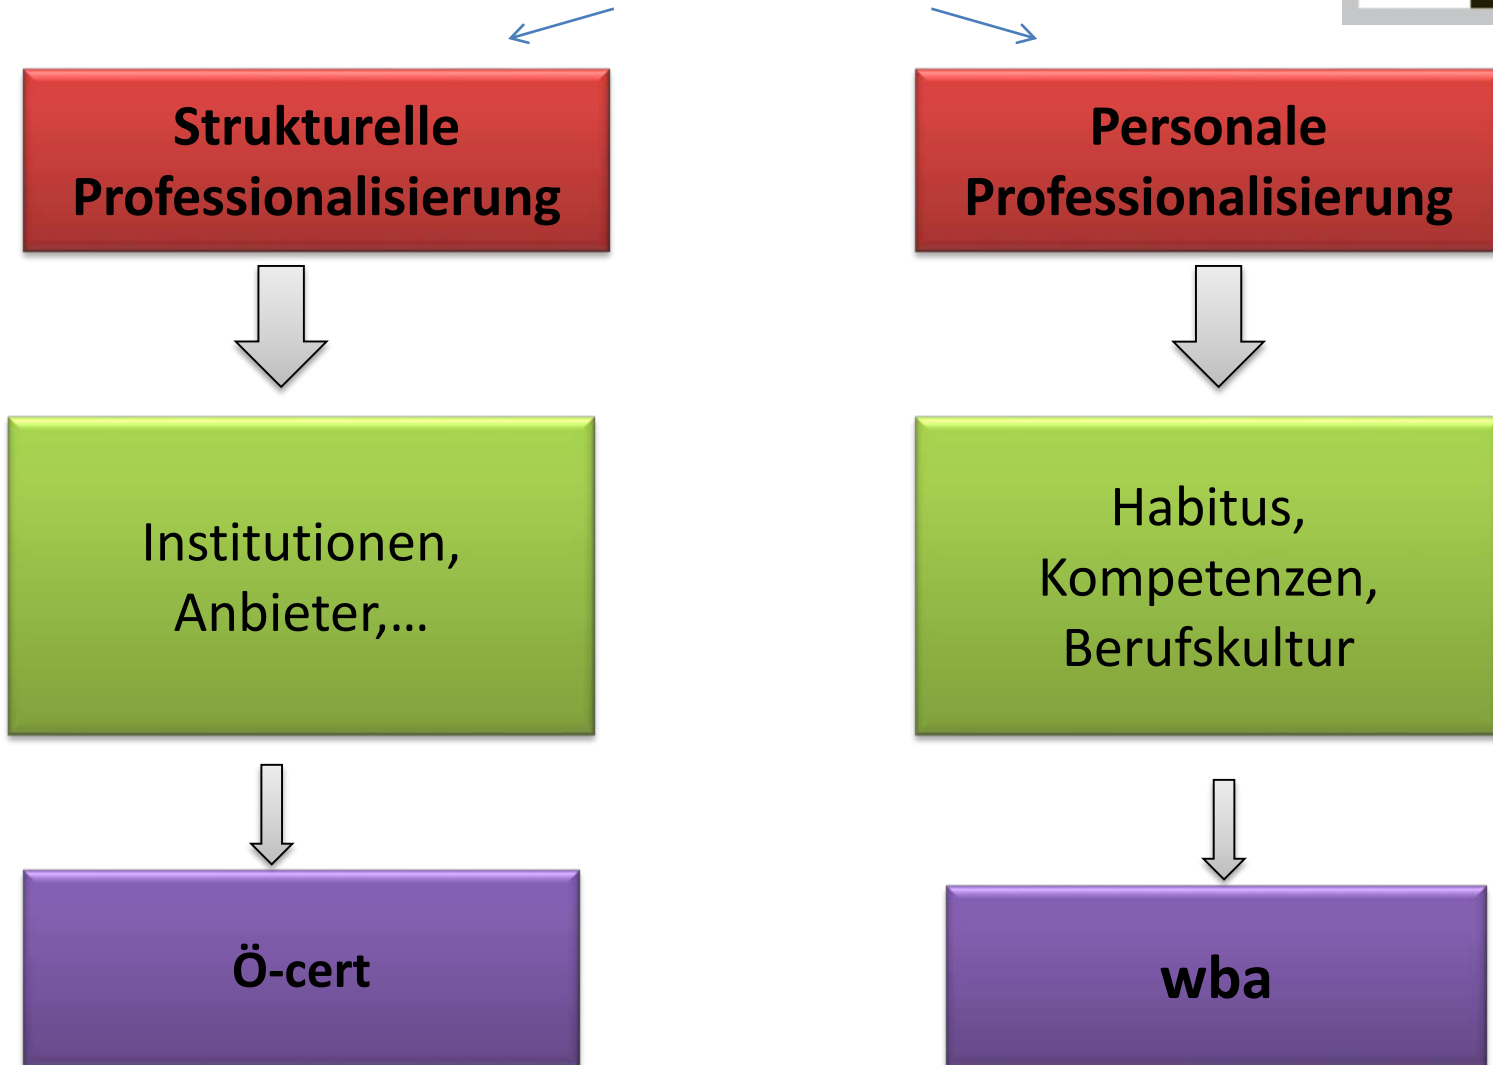 Strukturelle
Professionalisierung
Personale
Professionalisierung
Institutionen,
Anbieter,...
Habitus,
Kompetenzen,
Berufskultur
Ö-cert
wba